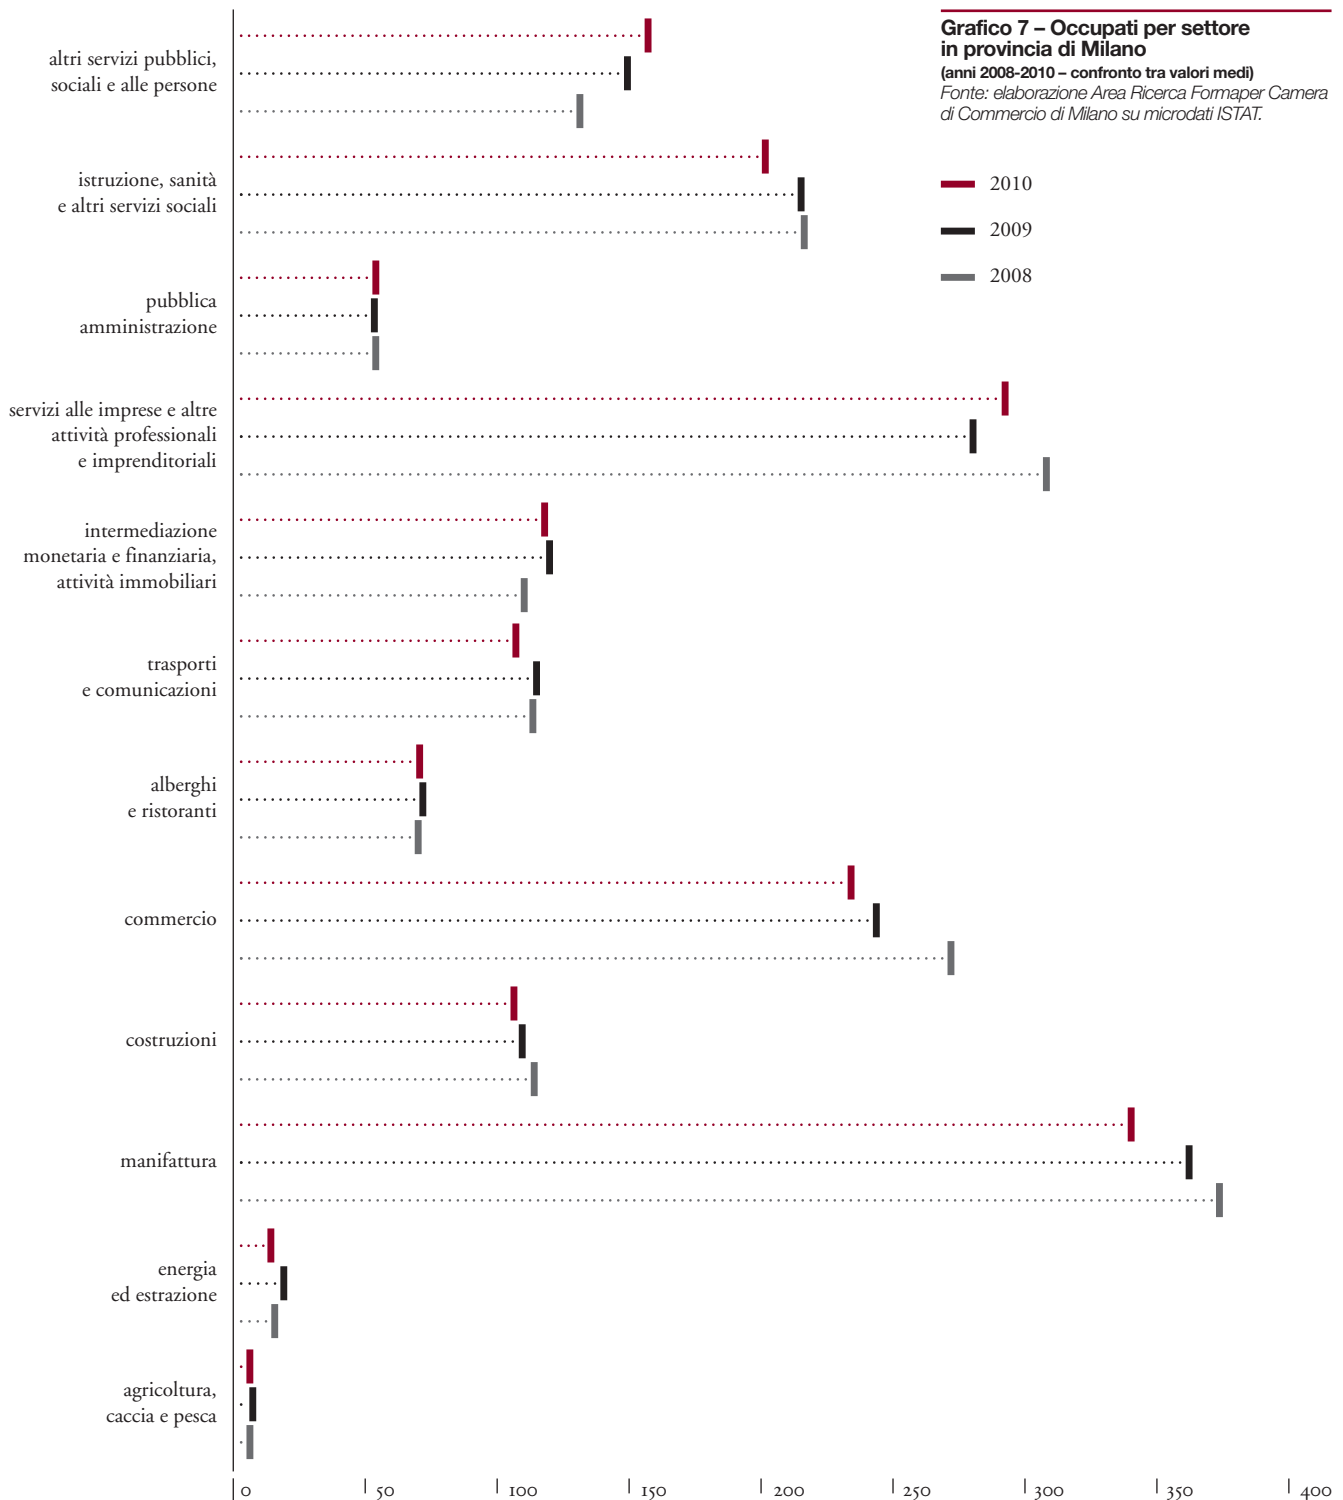 Grafico 7 – Occupati per settore
in provincia di Milano
(anni 2008-2010 – confronto tra valori medi)
Fonte: elaborazione Area Ricerca Formaper Camera
di Commercio di Milano su microdati ISTAT.
2010
2009
2008
altri servizi pubblici,
sociali e alle persone
istruzione, sanità
e altri servizi sociali
pubblica
amministrazione
servizi alle imprese e altre
attività professionali
e imprenditoriali
intermediazione
monetaria e finanziaria,
attività immobiliari
trasporti
e comunicazioni
alberghi
e ristoranti
commercio
costruzioni
manifattura
energia
ed estrazione
agricoltura,
caccia e pesca
0 50 100 150 200 250 300 350 400